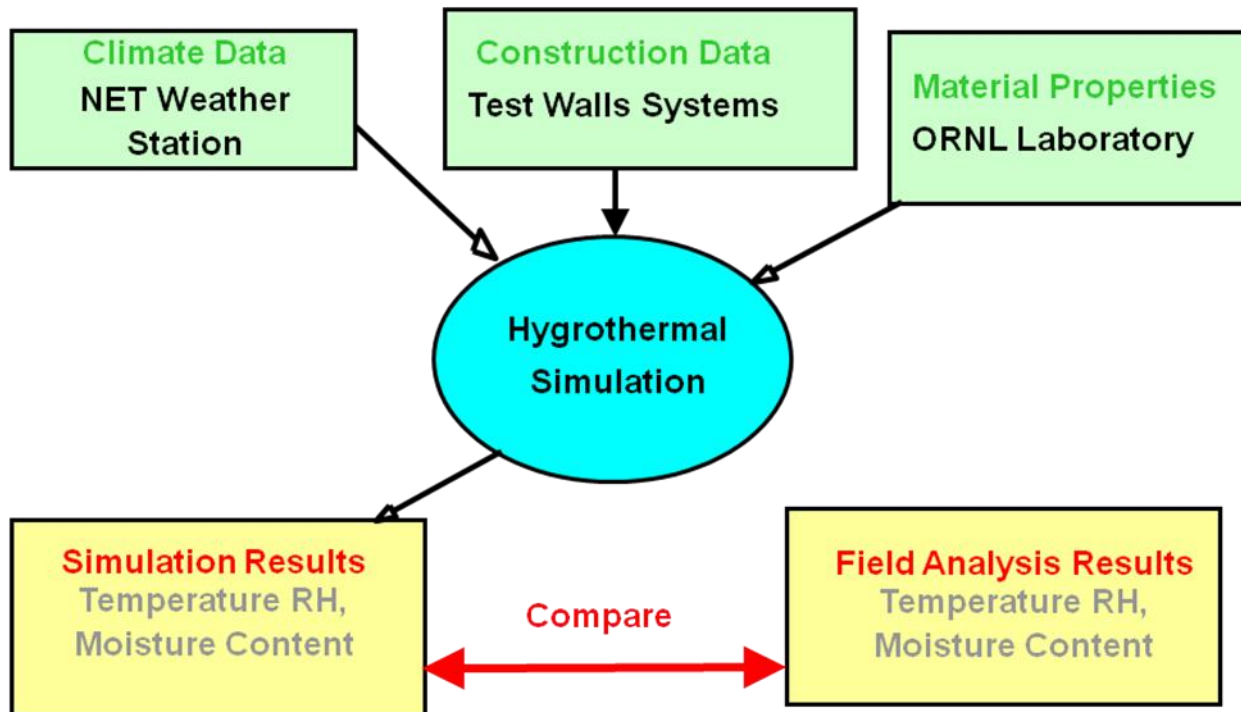 Climate Data
NET Weather
Station
Construction Data
Test Walls Systems
Material Properties
ORNL Laboratory
Hygrothermal
Simulation
Simulation Results
Temperature RH,
Moisture Content
Compare
Field Analysis Results
Temperature RH,
Moisture Content